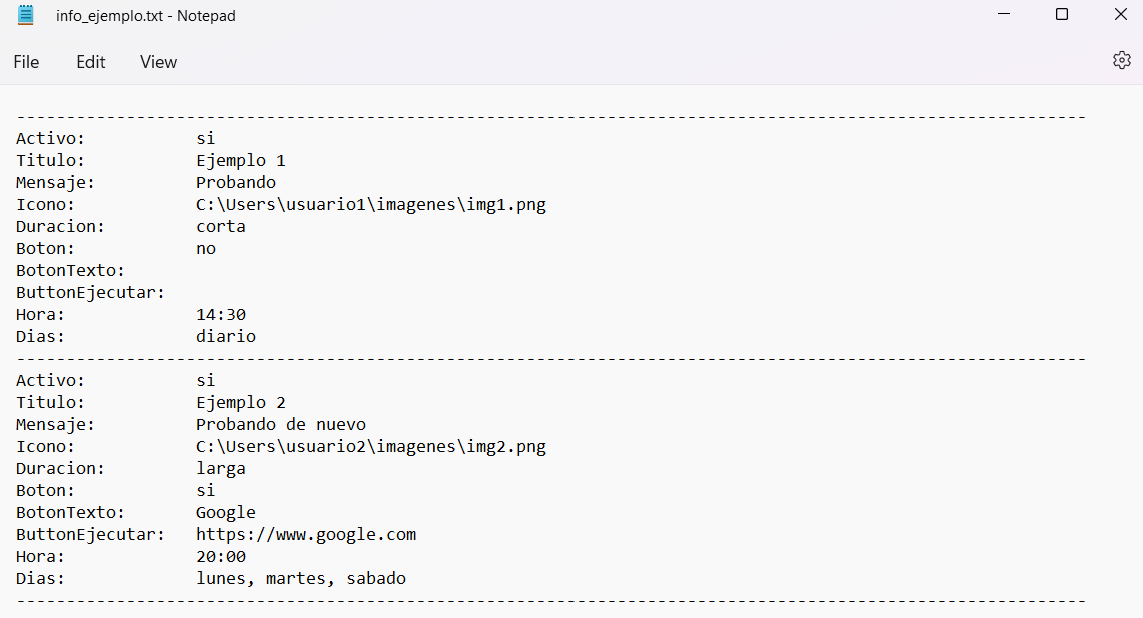 info_ejemplo.txt - Notepad
File Edit View
-----------------------------------------------------------------------------------------------------------
Activo: si
Titulo: Ejemplo 1
Mensaje: Probando
Icono: C:\Users\usuario1\imagenes\img1.png
Duracion: corta
Boton: no
BotonTexto:
ButtonEjecutar:
Hora: 14:30
Dias: diario
-----------------------------------------------------------------------------------------------------------
Activo: si
Titulo: Ejemplo 2
Mensaje: Probando de nuevo
Icono: C:\Users\usuario2\imagenes\img2.png
Duracion: larga
Boton: si
BotonTexto: Google
ButtonEjecutar: https://www.google.com
Hora: 20:00
Dias: lunes, martes, sabado
-----------------------------------------------------------------------------------------------------------